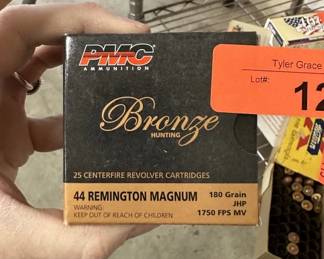 PMC
AMMUNITION
Tyler Grace
Lot#:
12
Bronze
HUNTING
25 CENTERFIRE REVOLVER CARTRIDGES
44 REMINGTON MAGNUM
180 Grain
JHP
1750 FPS MV
WARNING:
KEEP OUT OF REACH OF CHILDREN